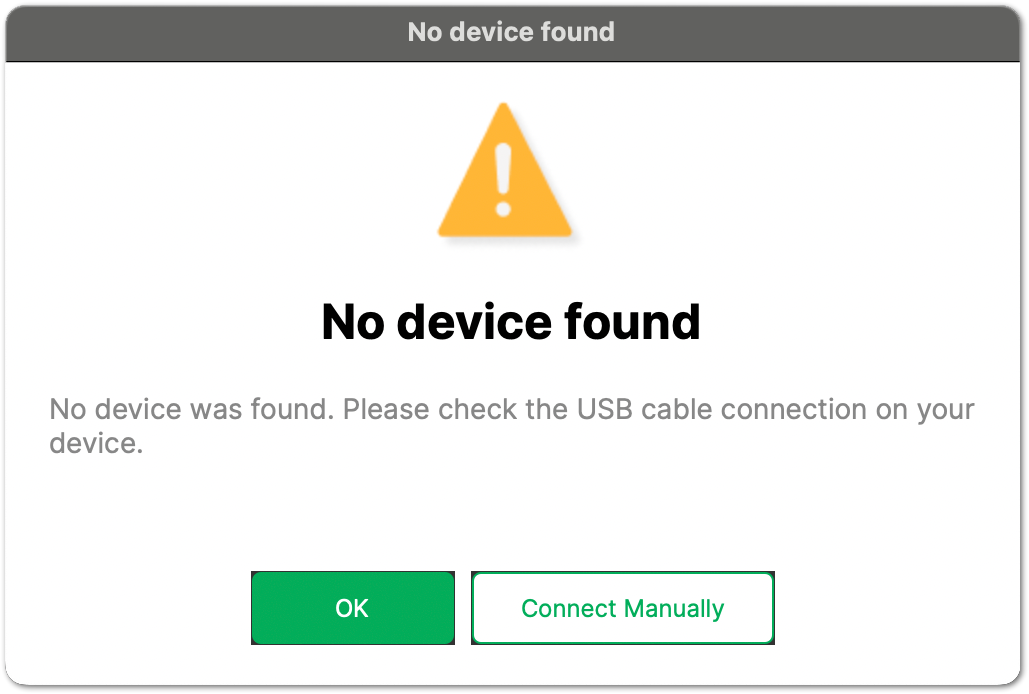 No device found
No device found
No device was found. Please check the USB cable connection on your
device.
OK
Connect Manually